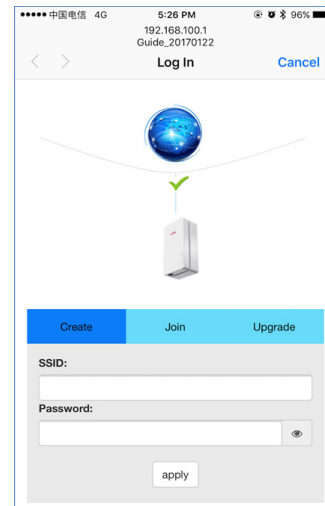 中国电信 4G 5:26 PM 96%
192.168.100.1
Guide_20170122
Log In Cancel
Create Join Upgrade
SSID:
Password:
apply